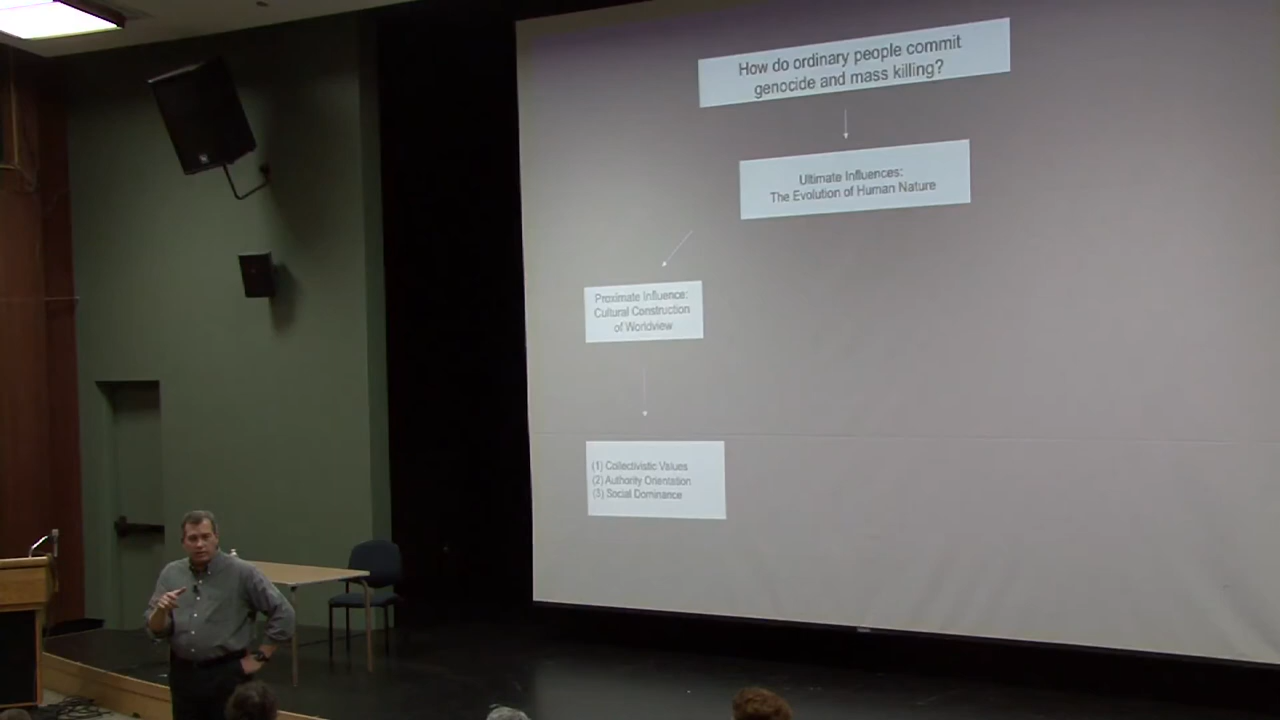 How do ordinary people commit
genocide and mass killing?
Ultimate Influences:
The Evolution of Human Nature
Proximate Influence:
Cultural Construction
of Worldview
(1) Collectivistic Values
(2) Authority Orientation
(3) Social Dominance